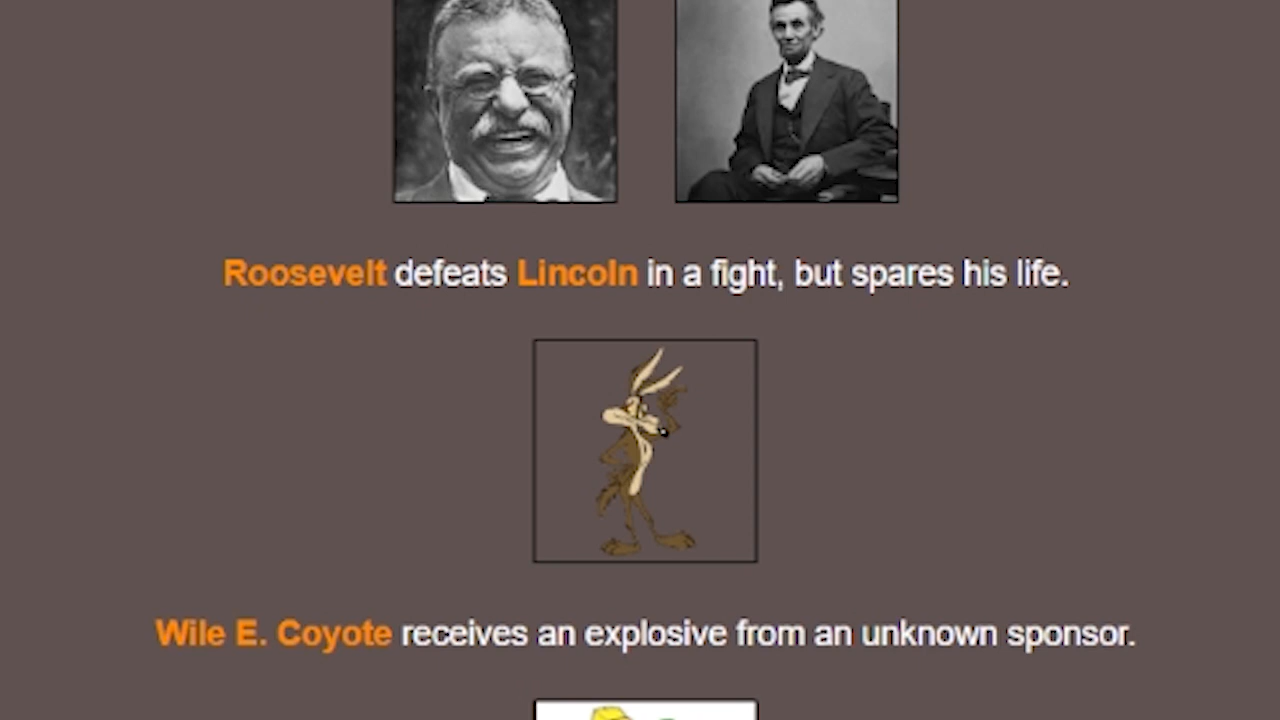 Roosevelt defeats Lincoln in a fight, but spares his life.
Wile E. Coyote receives an explosive from an unknown sponsor.